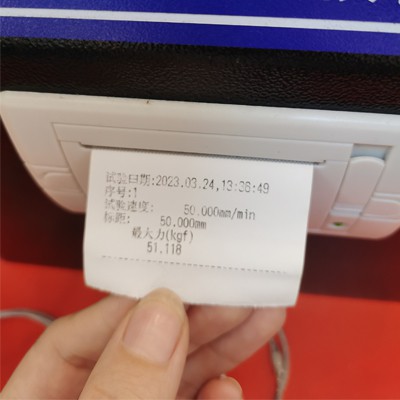 试验日期:2023.03.24,13:36:49
序号:1
试验速度: 50.000mm/min
标距: 50.000mm
最大力(kgf)
51.118